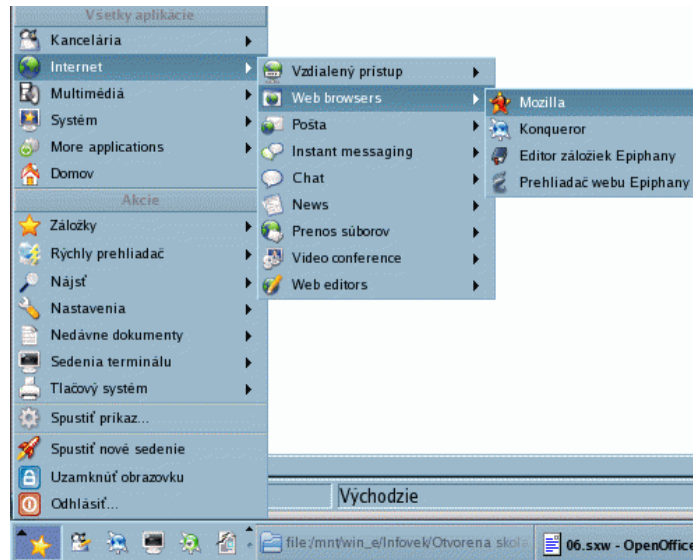 Všetky aplikácie
Kancelária
Internet
Multimédiá
Systém
More applications
Domov
Akcie
Záložky
Rýchly prehliadač
Nájsť
Nastavenia
Nedávne dokumenty
Sedenia terminálu
Tlačový systém
Spustiť príkaz...
Spustiť nové sedenie
Uzamknúť obrazovku
Odhlásiť...
Vzdialený prístup
Web browsers
Pošta
Instant messaging
Chat
News
Prenos súborov
Video conference
Web editors
Mozilla
Konqueror
Editor záložiek Epiphany
Prehliadač webu Epiphany
Východzie
file:/mnt/win_e/Infovek/Otvorena skola
06.sxw - OpenOffice